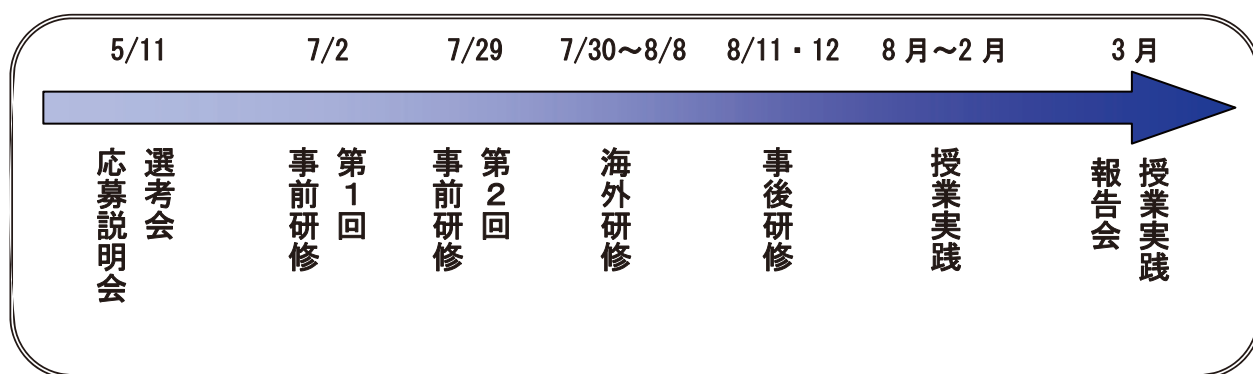 5/11
7/2
7/29
7/30～8/8
8/11・12
8月～2月
3月
選考会
応募説明会
第1回
事前研修
第2回
事前研修
海外研修
事後研修
授業実践
授業実践
報告会